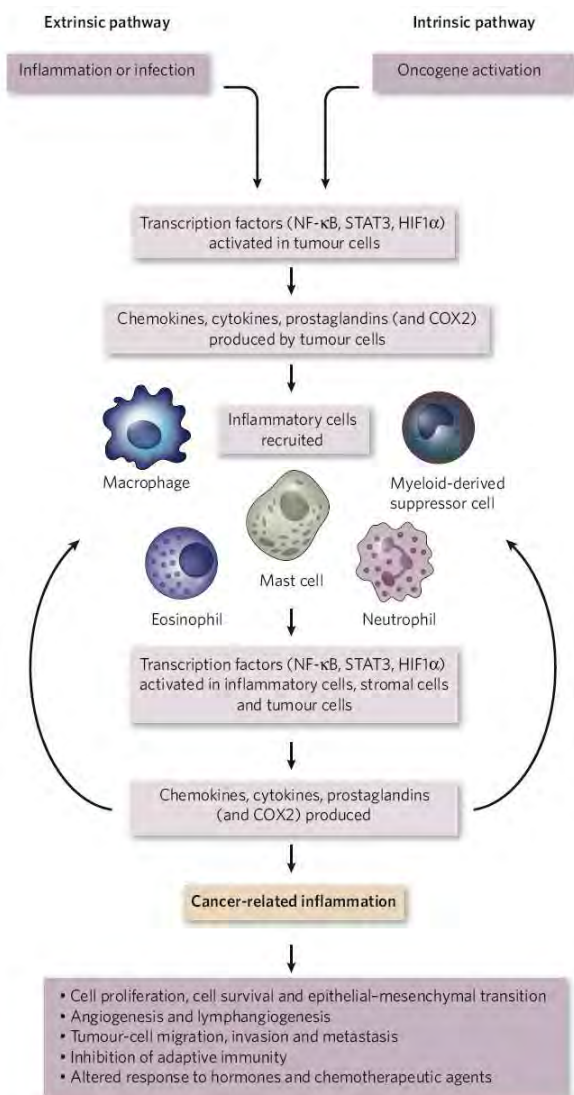 Extrinsic pathway
Intrinsic pathway
Inflammation or infection
Oncogene activation
Transcription factors (NF-κB, STAT3, HIF1α)
activated in tumour cells
Chemokines, cytokines, prostaglandins (and COX2)
produced by tumour cells
Inflammatory cells
recruited
Macrophage
Myeloid-derived
suppressor cell
Mast cell
Eosinophil
Neutrophil
Transcription factors (NF-κB, STAT3, HIF1α)
activated in inflammatory cells, stromal cells
and tumour cells
Chemokines, cytokines, prostaglandins
(and COX2) produced
Cancer-related inflammation
• Cell proliferation, cell survival and epithelial–mesenchymal transition
• Angiogenesis and lymphangiogenesis
• Tumour-cell migration, invasion and metastasis
• Inhibition of adaptive immunity
• Altered response to hormones and chemotherapeutic agents